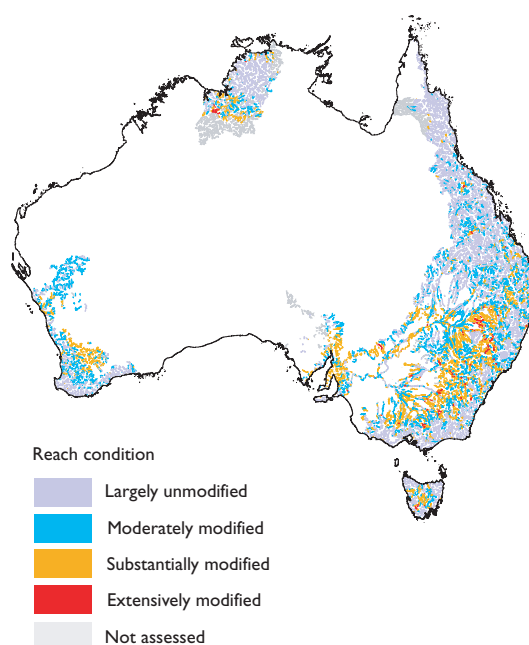 Reach condition
Largely unmodified
Moderately modified
Substantially modified
Extensively modified
Not assessed